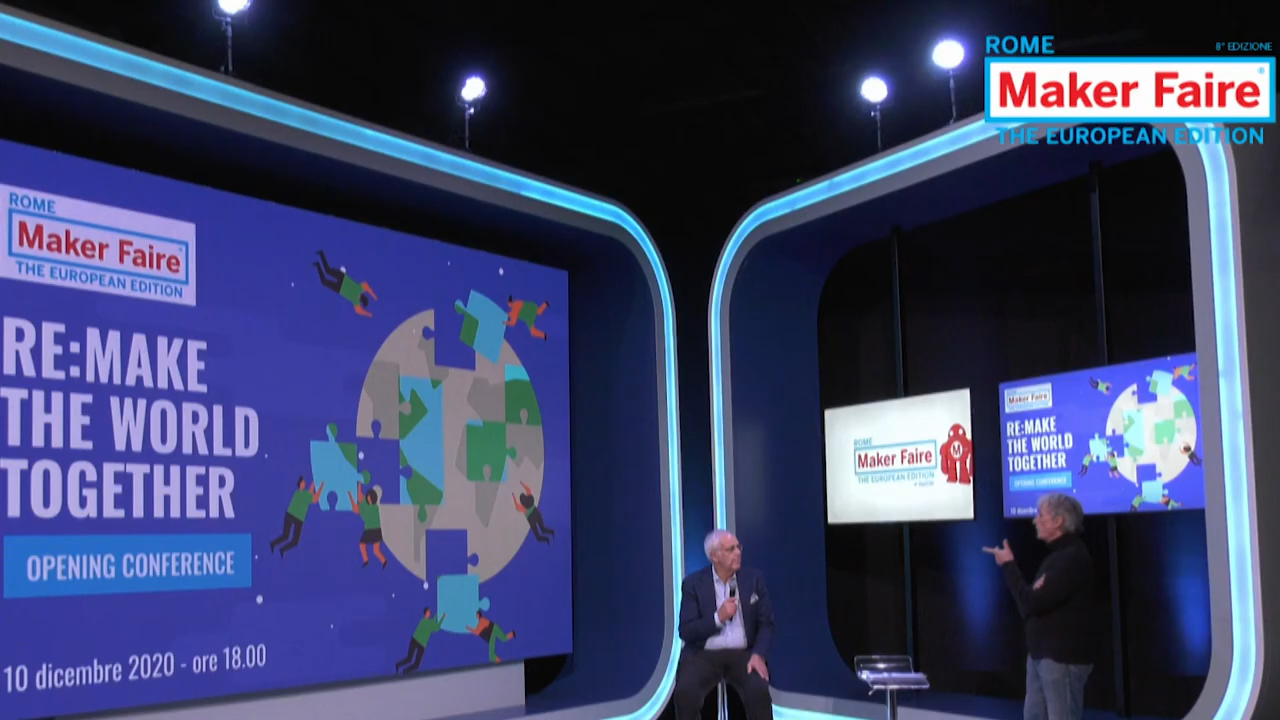 ROME
8ª EDIZIONE
Maker Faire
THE EUROPEAN EDITION
ROME
Maker Faire
THE EUROPEAN EDITION
RE:MAKE
THE WORLD
TOGETHER
OPENING CONFERENCE
10 dicembre 2020 - ore 18.00
ROME
Maker Faire
THE EUROPEAN EDITION
M
Maker Faire
RE:MAKE
THE WORLD
TOGETHER
OPENING CONFERENCE
10 dicembre